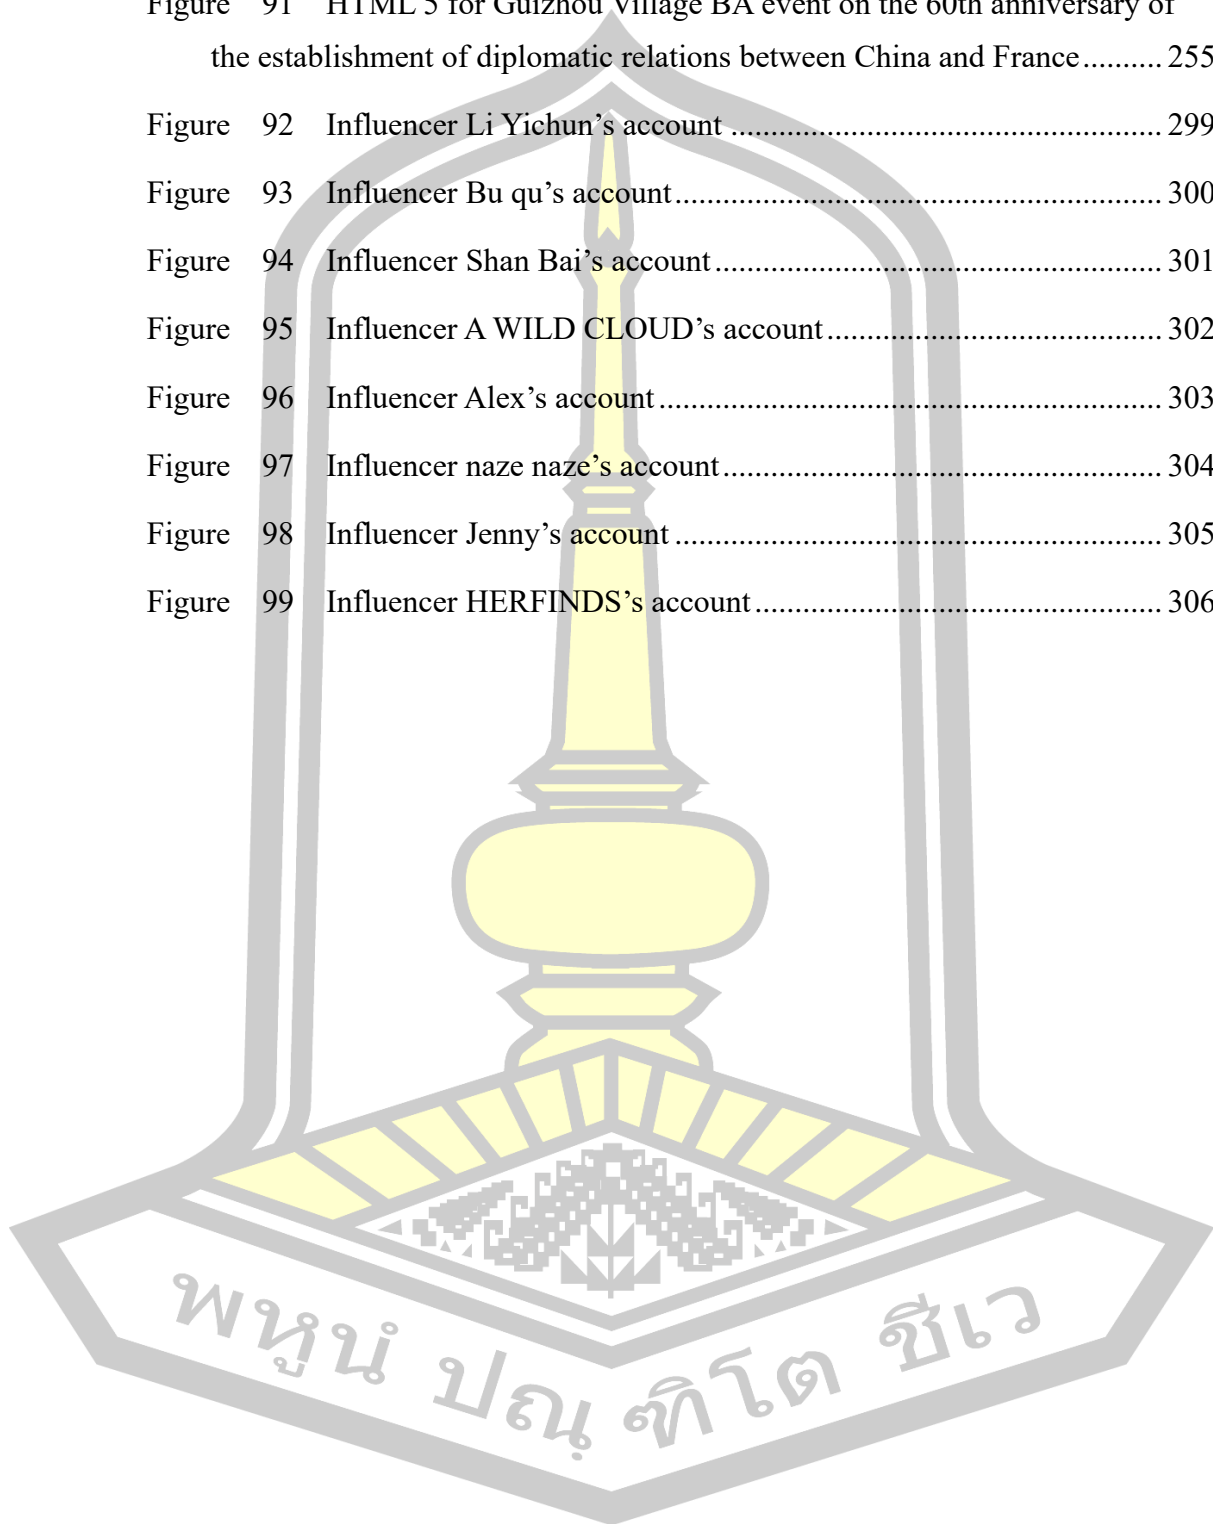 Figure 91 HTML 5 for Guizhou Village BA event on the 60th anniversary of
the establishment of diplomatic relations between China and France.......... 255
Figure 92 Influencer Li Yichun’s account ...................................................... 299
Figure 93 Influencer Bu qu’s account............................................................. 300
Figure 94 Influencer Shan Bai’s account........................................................ 301
Figure 95 Influencer A WILD CLOUD’s account.......................................... 302
Figure 96 Influencer Alex’s account............................................................... 303
Figure 97 Influencer naze naze’s account....................................................... 304
Figure 98 Influencer Jenny’s account ............................................................. 305
Figure 99 Influencer HERFINDS’s account................................................... 306
พหูนํ ปณฺฑิโต ชีเว